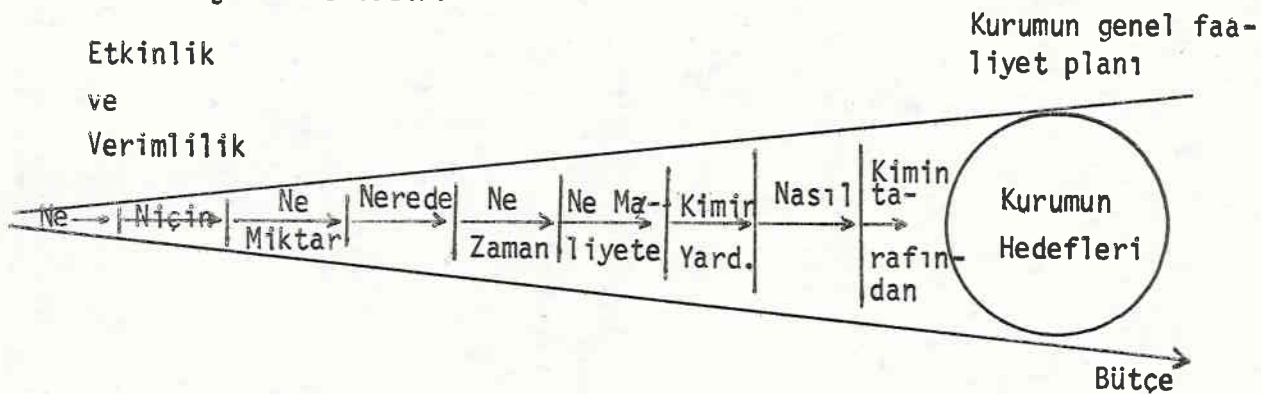 Kurumun genel faa-
liyet planı
Etkinlik
ve
Verimlilik
Ne
Niçin
Ne
Miktar
Nerede
Ne
Zaman
Ne Ma-
liyete
Kimin
Yard.
Nasıl
Kimin
ta-
rafın-
dan
Kurumun
Hedefleri
Bütçe